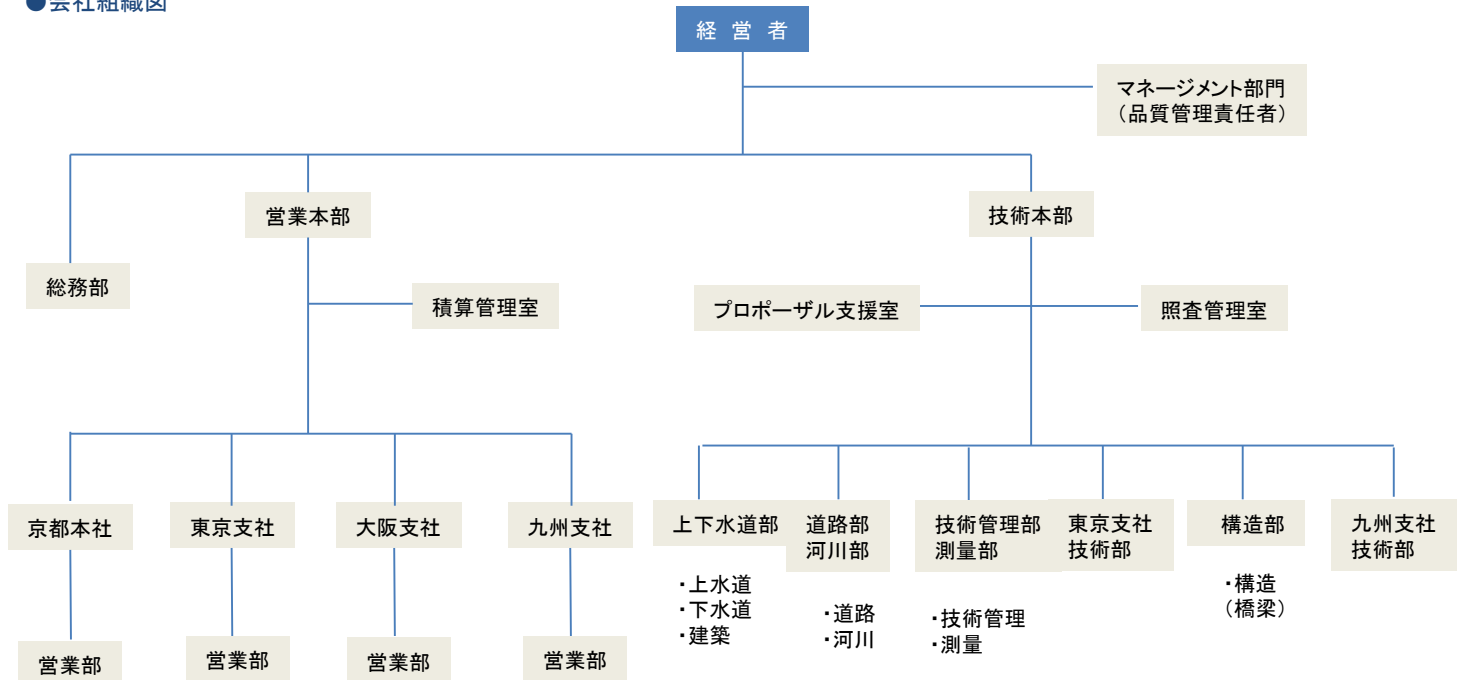 ●会社組織図
経 営 者
マネージメント部門
（品質管理責任者）
営業本部
技術本部
総務部
積算管理室
プロポーザル支援室
照査管理室
京都本社
東京支社
大阪支社
九州支社
上下水道部
道路部
河川部
技術管理部
測量部
東京支社
技術部
構造部
九州支社
技術部
・上水道
・下水道
・建築
・道路
・河川
・技術管理
・測量
・構造
（橋梁）
営業部
営業部
営業部
営業部